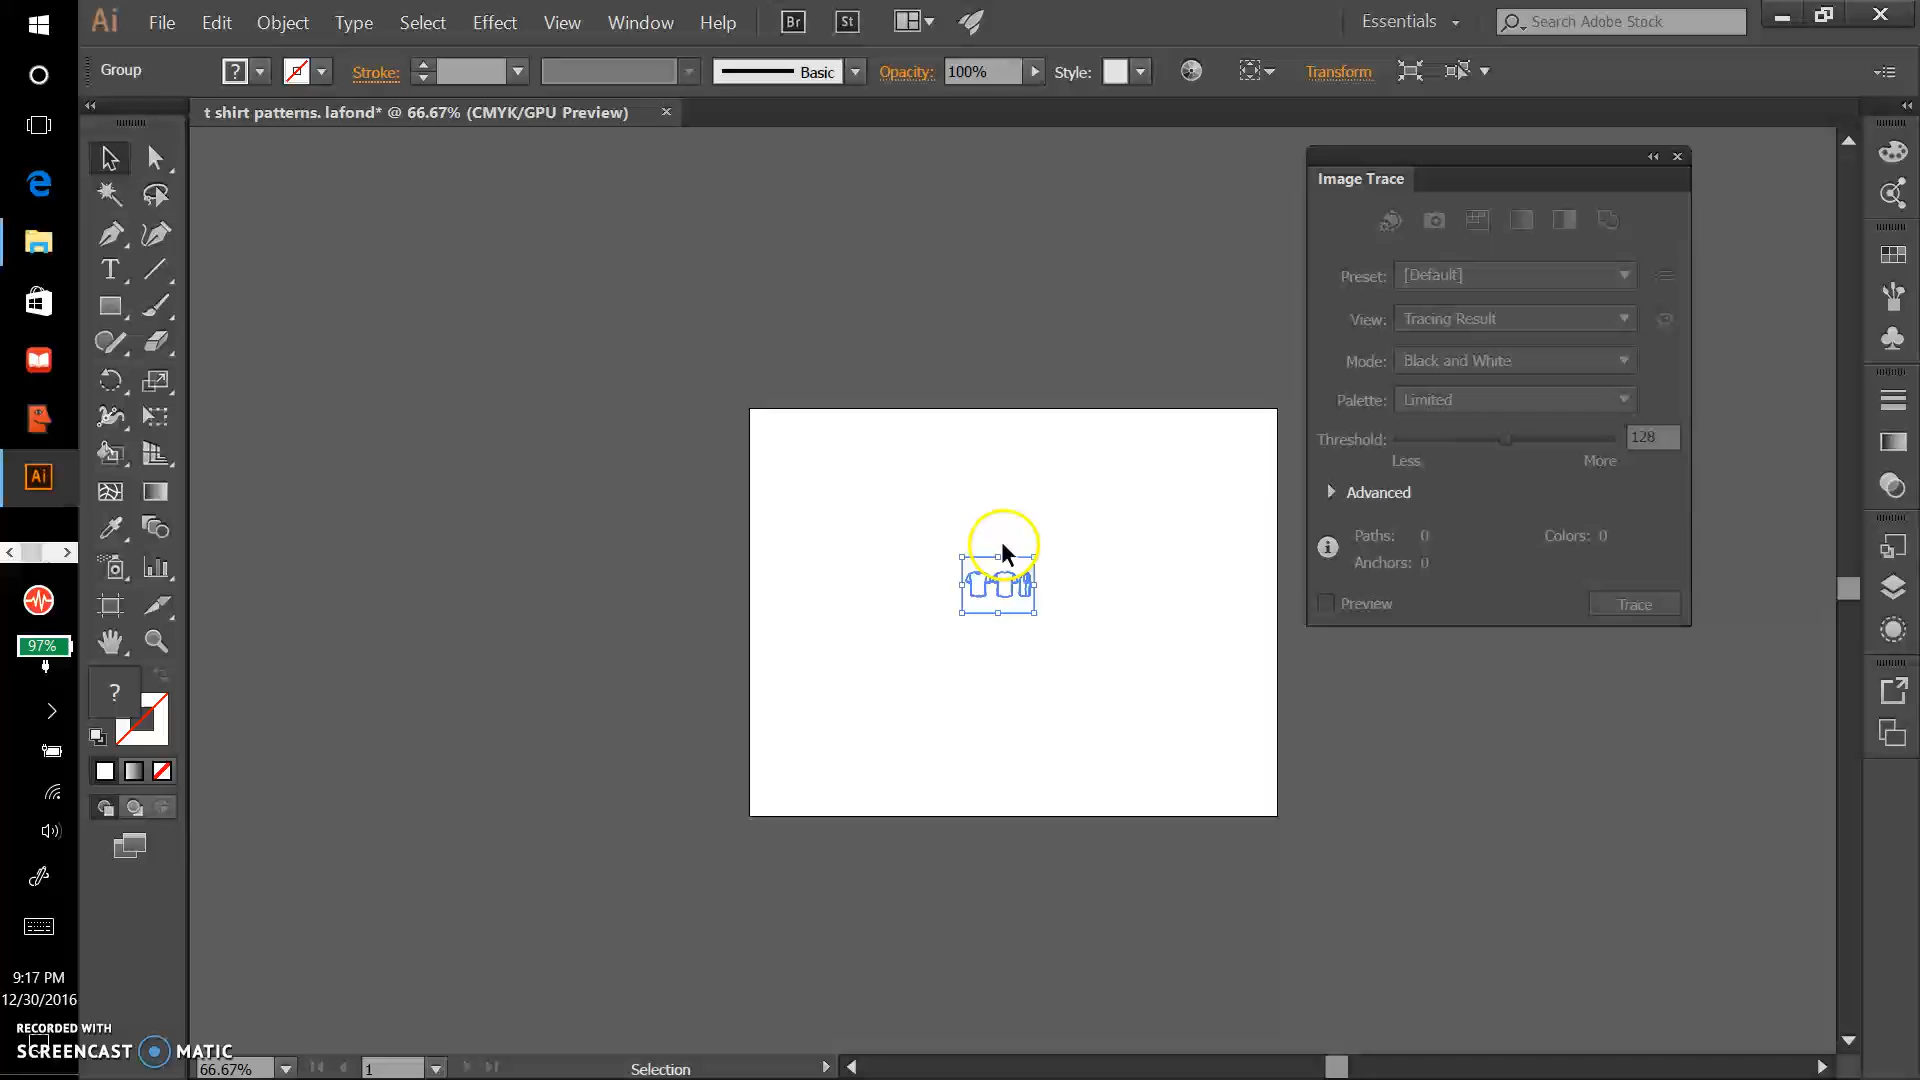 Ai File Edit Object Type Select Effect View Window Help Br St Essentials Search Adobe Stock
Group ? Stroke: Basic Opacity: 100% Style: Transform
t shirt patterns. lafond* @ 66.67% (CMYK/GPU Preview)
Image Trace
Preset: [Default]
View: Tracing Result
Mode: Black and White
Palette: Limited
Threshold: 128
Less More
Advanced
Paths: 0 Colors: 0
Anchors: 0
Preview Trace
T
Ai
97%
?
9:17 PM
12/30/2016
RECORDED WITH
SCREENCAST MATIC
66.67% 1 Selection